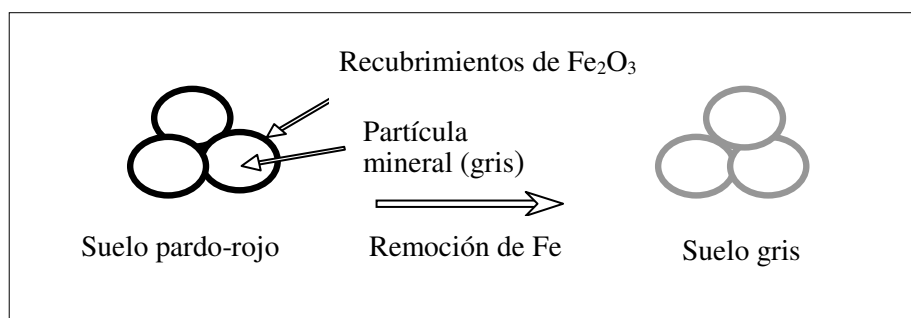 Recubrimientos de Fe₂O₃
Partícula
mineral (gris)
Suelo pardo-rojo
Remoción de Fe
Suelo gris